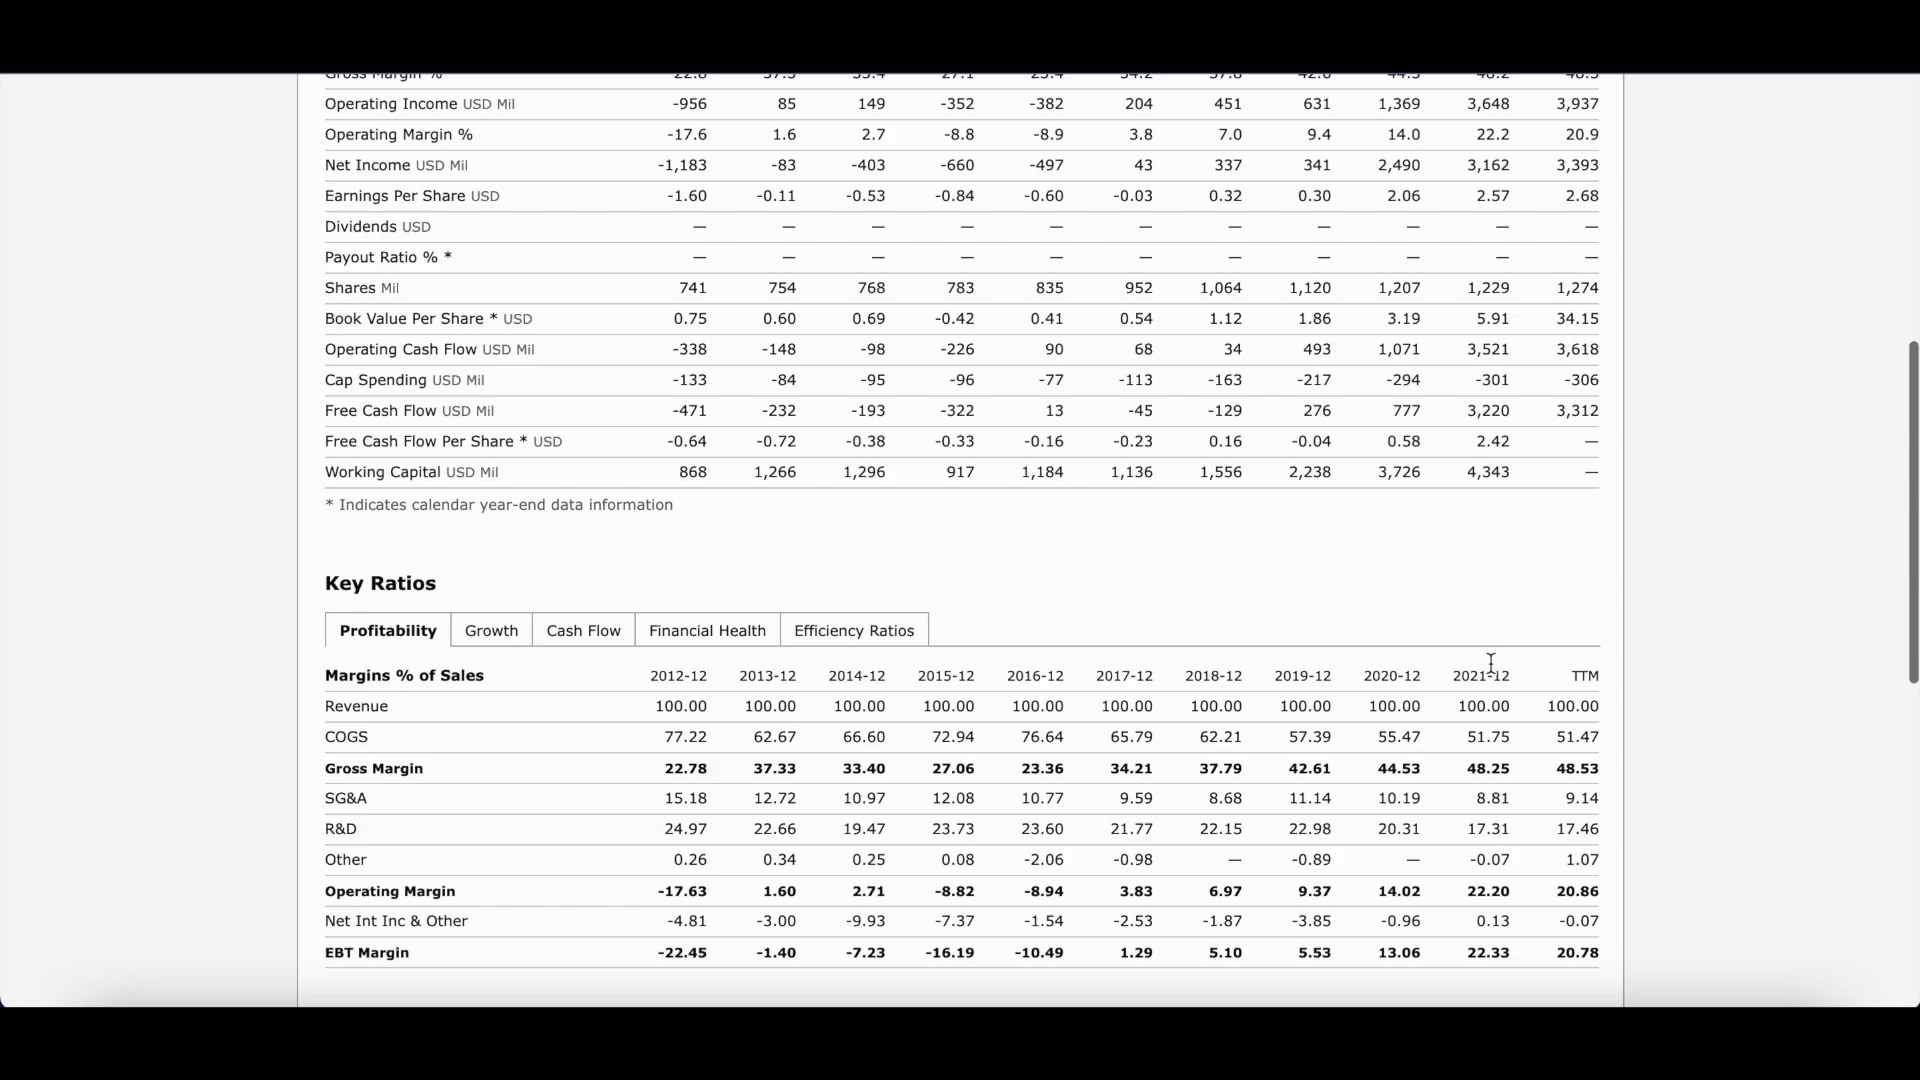 Gross Margin % 22.8 37.3 33.4 27.1 23.4 34.2 37.8 42.6 44.5 48.2 48.5
Operating Income USD Mil -956 85 149 -352 -382 204 451 631 1,369 3,648 3,937
Operating Margin % -17.6 1.6 2.7 -8.8 -8.9 3.8 7.0 9.4 14.0 22.2 20.9
Net Income USD Mil -1,183 -83 -403 -660 -497 43 337 341 2,490 3,162 3,393
Earnings Per Share USD -1.60 -0.11 -0.53 -0.84 -0.60 -0.03 0.32 0.30 2.06 2.57 2.68
Dividends USD — — — — — — — — — — —
Payout Ratio % * — — — — — — — — — — —
Shares Mil 741 754 768 783 835 952 1,064 1,120 1,207 1,229 1,274
Book Value Per Share * USD 0.75 0.60 0.69 -0.42 0.41 0.54 1.12 1.86 3.19 5.91 34.15
Operating Cash Flow USD Mil -338 -148 -98 -226 90 68 34 493 1,071 3,521 3,618
Cap Spending USD Mil -133 -84 -95 -96 -77 -113 -163 -217 -294 -301 -306
Free Cash Flow USD Mil -471 -232 -193 -322 13 -45 -129 276 777 3,220 3,312
Free Cash Flow Per Share * USD -0.64 -0.72 -0.38 -0.33 -0.16 -0.23 0.16 -0.04 0.58 2.42 —
Working Capital USD Mil 868 1,266 1,296 917 1,184 1,136 1,556 2,238 3,726 4,343 —
* Indicates calendar year-end data information
Key Ratios
Profitability Growth Cash Flow Financial Health Efficiency Ratios
Margins % of Sales 2012-12 2013-12 2014-12 2015-12 2016-12 2017-12 2018-12 2019-12 2020-12 2021-12 TTM
Revenue 100.00 100.00 100.00 100.00 100.00 100.00 100.00 100.00 100.00 100.00 100.00
COGS 77.22 62.67 66.60 72.94 76.64 65.79 62.21 57.39 55.47 51.75 51.47
Gross Margin 22.78 37.33 33.40 27.06 23.36 34.21 37.79 42.61 44.53 48.25 48.53
SG&A 15.18 12.72 10.97 12.08 10.77 9.59 8.68 11.14 10.19 8.81 9.14
R&D 24.97 22.66 19.47 23.73 23.60 21.77 22.15 22.98 20.31 17.31 17.46
Other 0.26 0.34 0.25 0.08 -2.06 -0.98 — -0.89 — -0.07 1.07
Operating Margin -17.63 1.60 2.71 -8.82 -8.94 3.83 6.97 9.37 14.02 22.20 20.86
Net Int Inc & Other -4.81 -3.00 -9.93 -7.37 -1.54 -2.53 -1.87 -3.85 -0.96 0.13 -0.07
EBT Margin -22.45 -1.40 -7.23 -16.19 -10.49 1.29 5.10 5.53 13.06 22.33 20.78